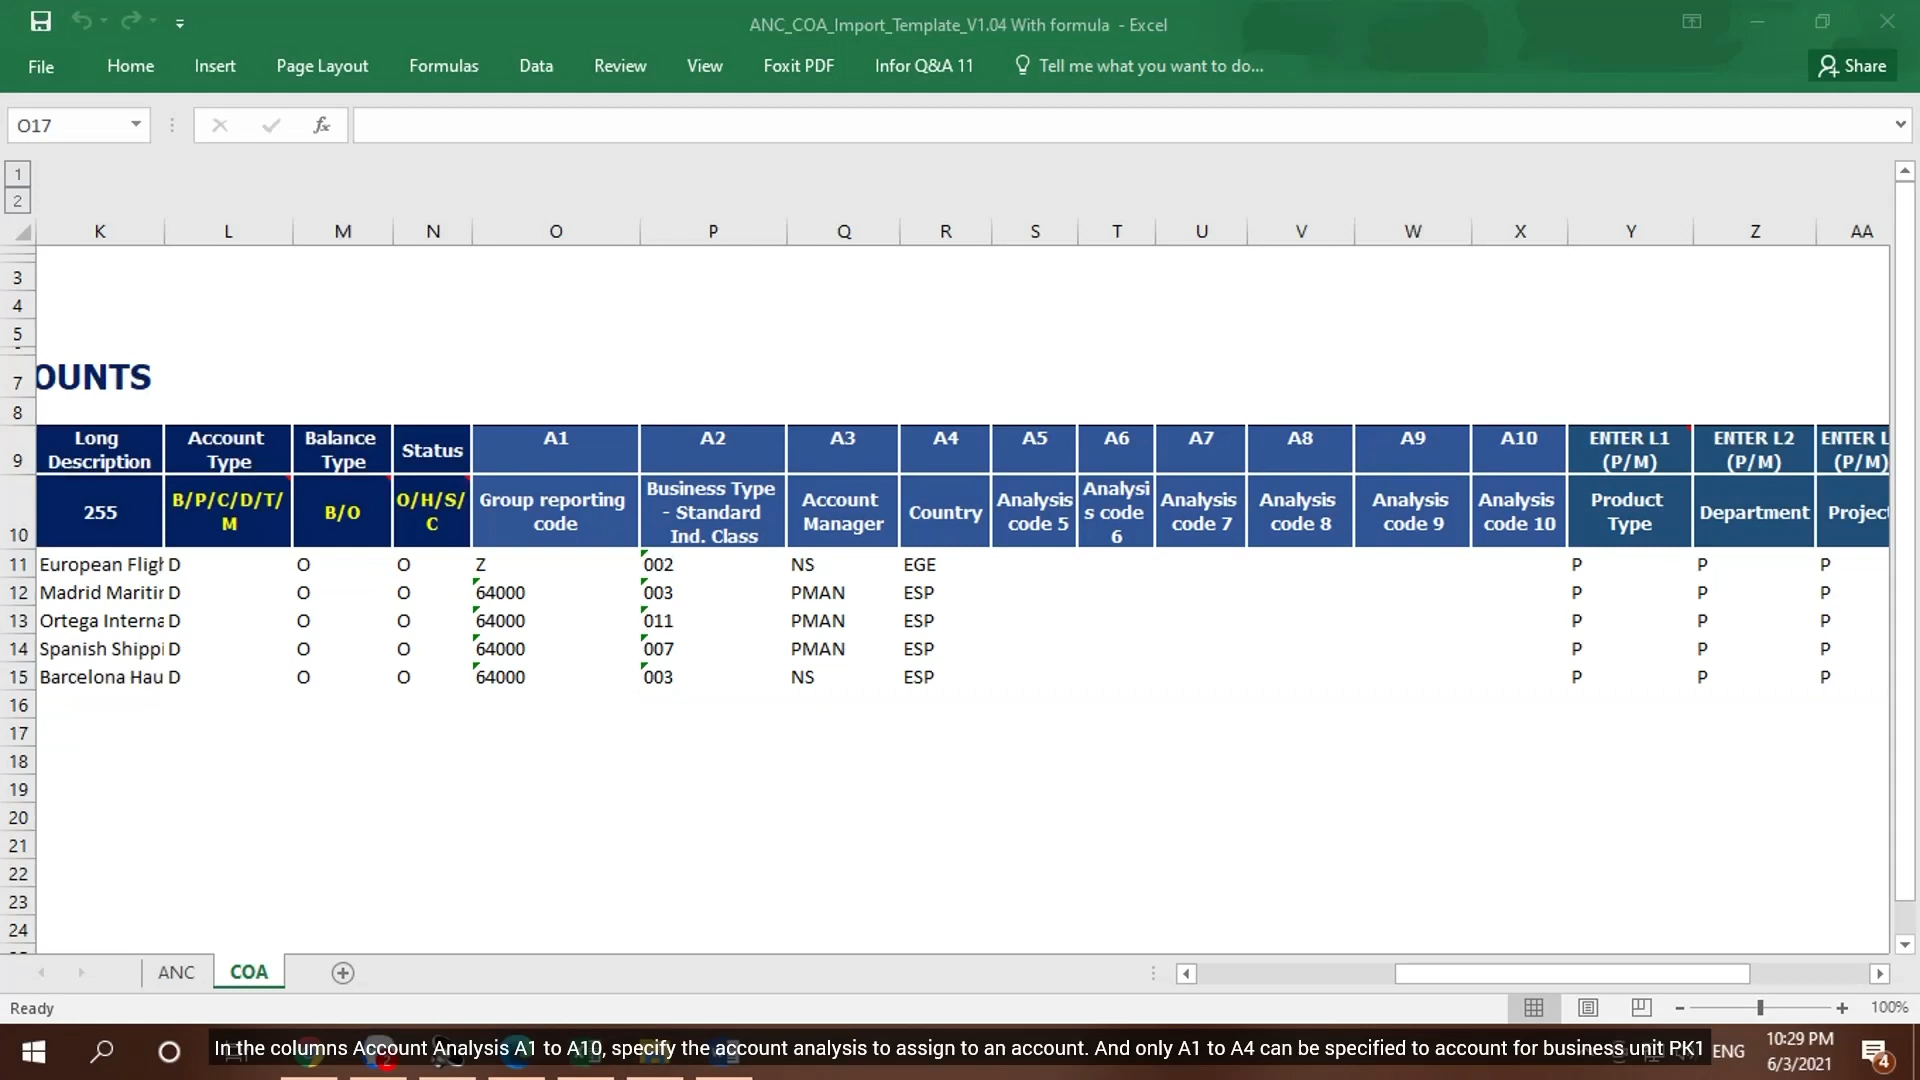 ANC_COA_Import_Template_V1.04 With formula - Excel
File Home Insert Page Layout Formulas Data Review View Foxit PDF Infor Q&A 11 Tell me what you want to do... Share
O17 fx
1
2
K L M N O P Q R S T U V W X Y Z AA
3
4
5
7 OUNTS
8
9 Long Description Account Type Balance Type Status A1 A2 A3 A4 A5 A6 A7 A8 A9 A10 ENTER L1 (P/M) ENTER L2 (P/M) ENTER L (P/M)
10 255 B/P/C/D/T/M B/O O/H/S/C Group reporting code Business Type - Standard Ind. Class Account Manager Country Analysis code 5 Analysis code 6 Analysis code 7 Analysis code 8 Analysis code 9 Analysis code 10 Product Type Department Project
11 European Fligh D O O Z 002 NS EGE P P P
12 Madrid Maritin D O O 64000 003 PMAN ESP P P P
13 Ortega Interna D O O 64000 011 PMAN ESP P P P
14 Spanish Shippi D O O 64000 007 PMAN ESP P P P
15 Barcelona Hau D O O 64000 003 NS ESP P P P
16
17
18
19
20
21
22
23
24
ANC COA
Ready 100%
In the columns Account Analysis A1 to A10, specify the account analysis to assign to an account. And only A1 to A4 can be specified to account for business unit PK1
2 ENG 10:29 PM
6/3/2021 4